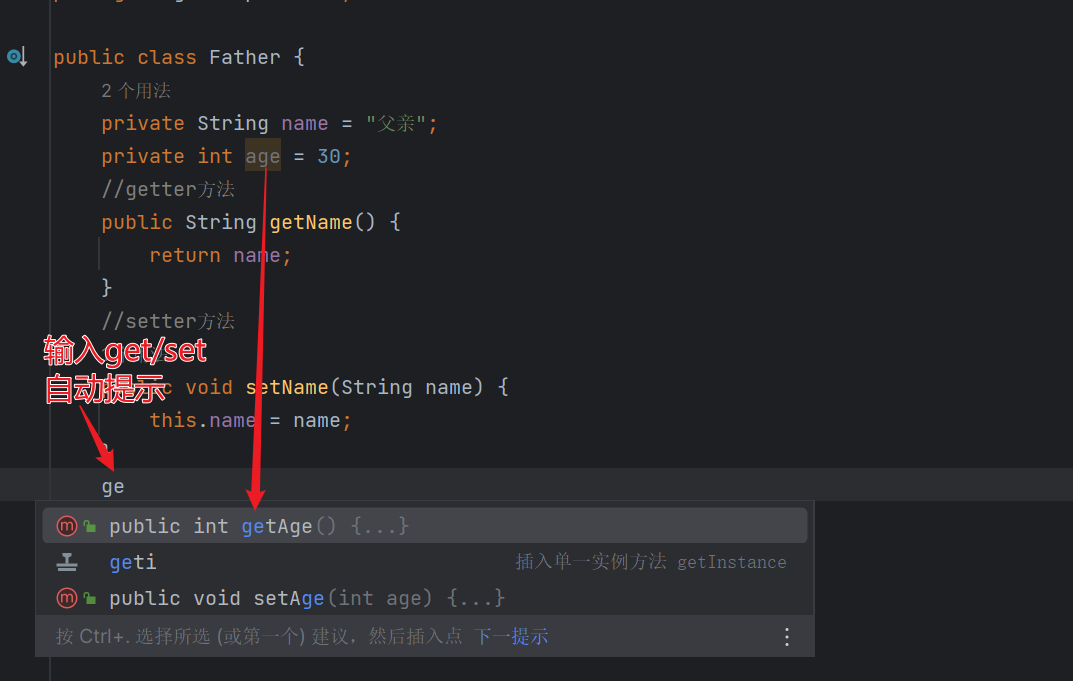 public class Father {
2 个用法
private String name = "父亲";
private int age = 30;
//getter方法
public String getName() {
return name;
}
//setter方法
输入get/set
自动提示
void setName(String name) {
this.name = name;
ge
public int getAge() {...}
geti 插入单一实例方法 getInstance
public void setAge(int age) {...}
按 Ctrl+. 选择所选 (或第一个) 建议，然后插入点 下一提示